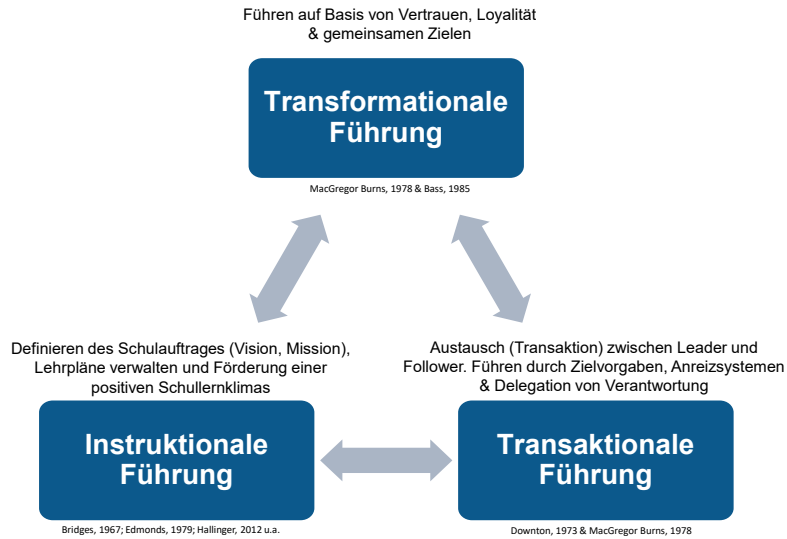 Führen auf Basis von Vertrauen, Loyalität
& gemeinsamen Zielen
Transformationale
Führung
MacGregor Burns, 1978 & Bass, 1985
Definieren des Schulauftrages (Vision, Mission),
Lehrpläne verwalten und Förderung einer
positiven Schullernklimas
Instruktionale
Führung
Bridges, 1967; Edmonds, 1979; Hallinger, 2012 u.a.
Austausch (Transaktion) zwischen Leader und
Follower. Führen durch Zielvorgaben, Anreizsystemen
& Delegation von Verantwortung
Transaktionale
Führung
Downton, 1973 & MacGregor Burns, 1978